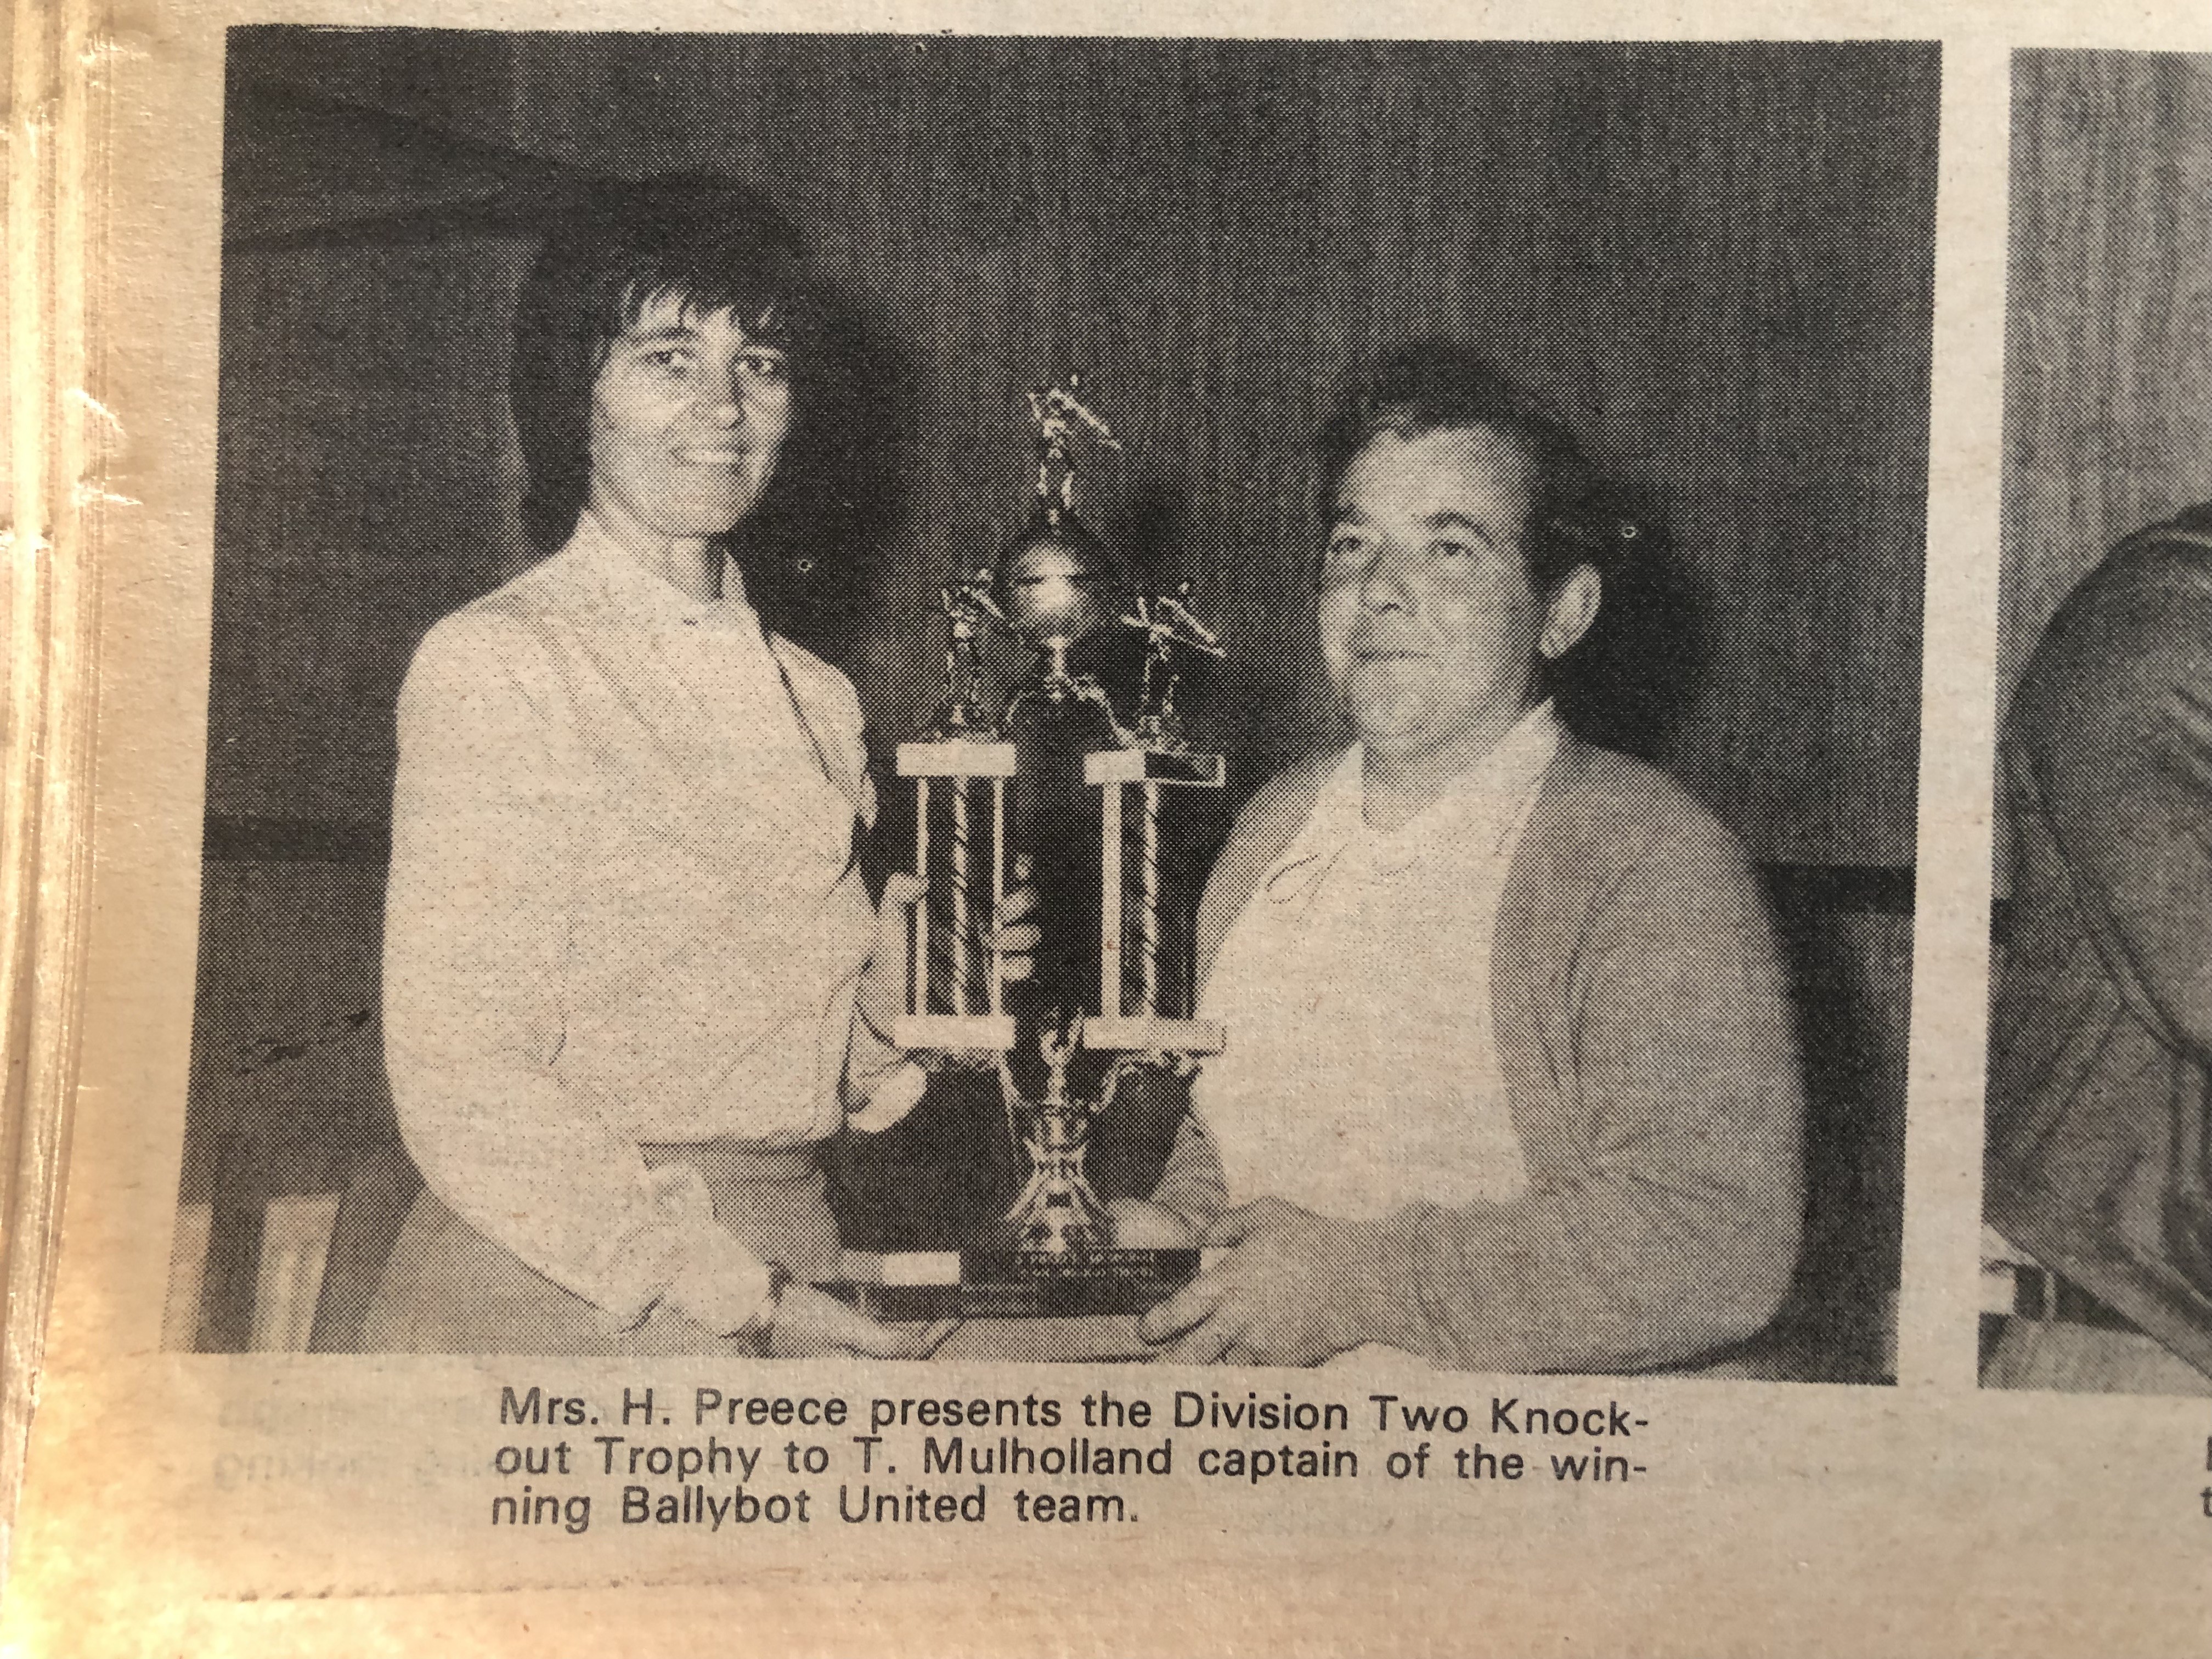 Mrs. H. Preece presents the Division Two Knock-
out Trophy to T. Mulholland captain of the win-
ning Ballybot United team.